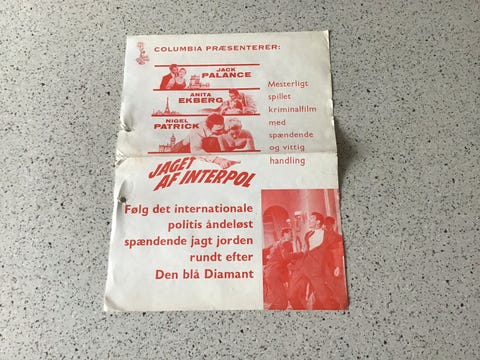 COLUMBIA PRÆSENTERER:
JACK
PALANCE
ANITA
EKBERG
NIGEL
PATRICK
Mesterligt
spillet
kriminalfilm
med
spændende
og vittig
handling
JAGET
AF INTERPOL
Følg det internationale
politis åndeløst
spændende jagt jorden
rundt efter
Den blå Diamant